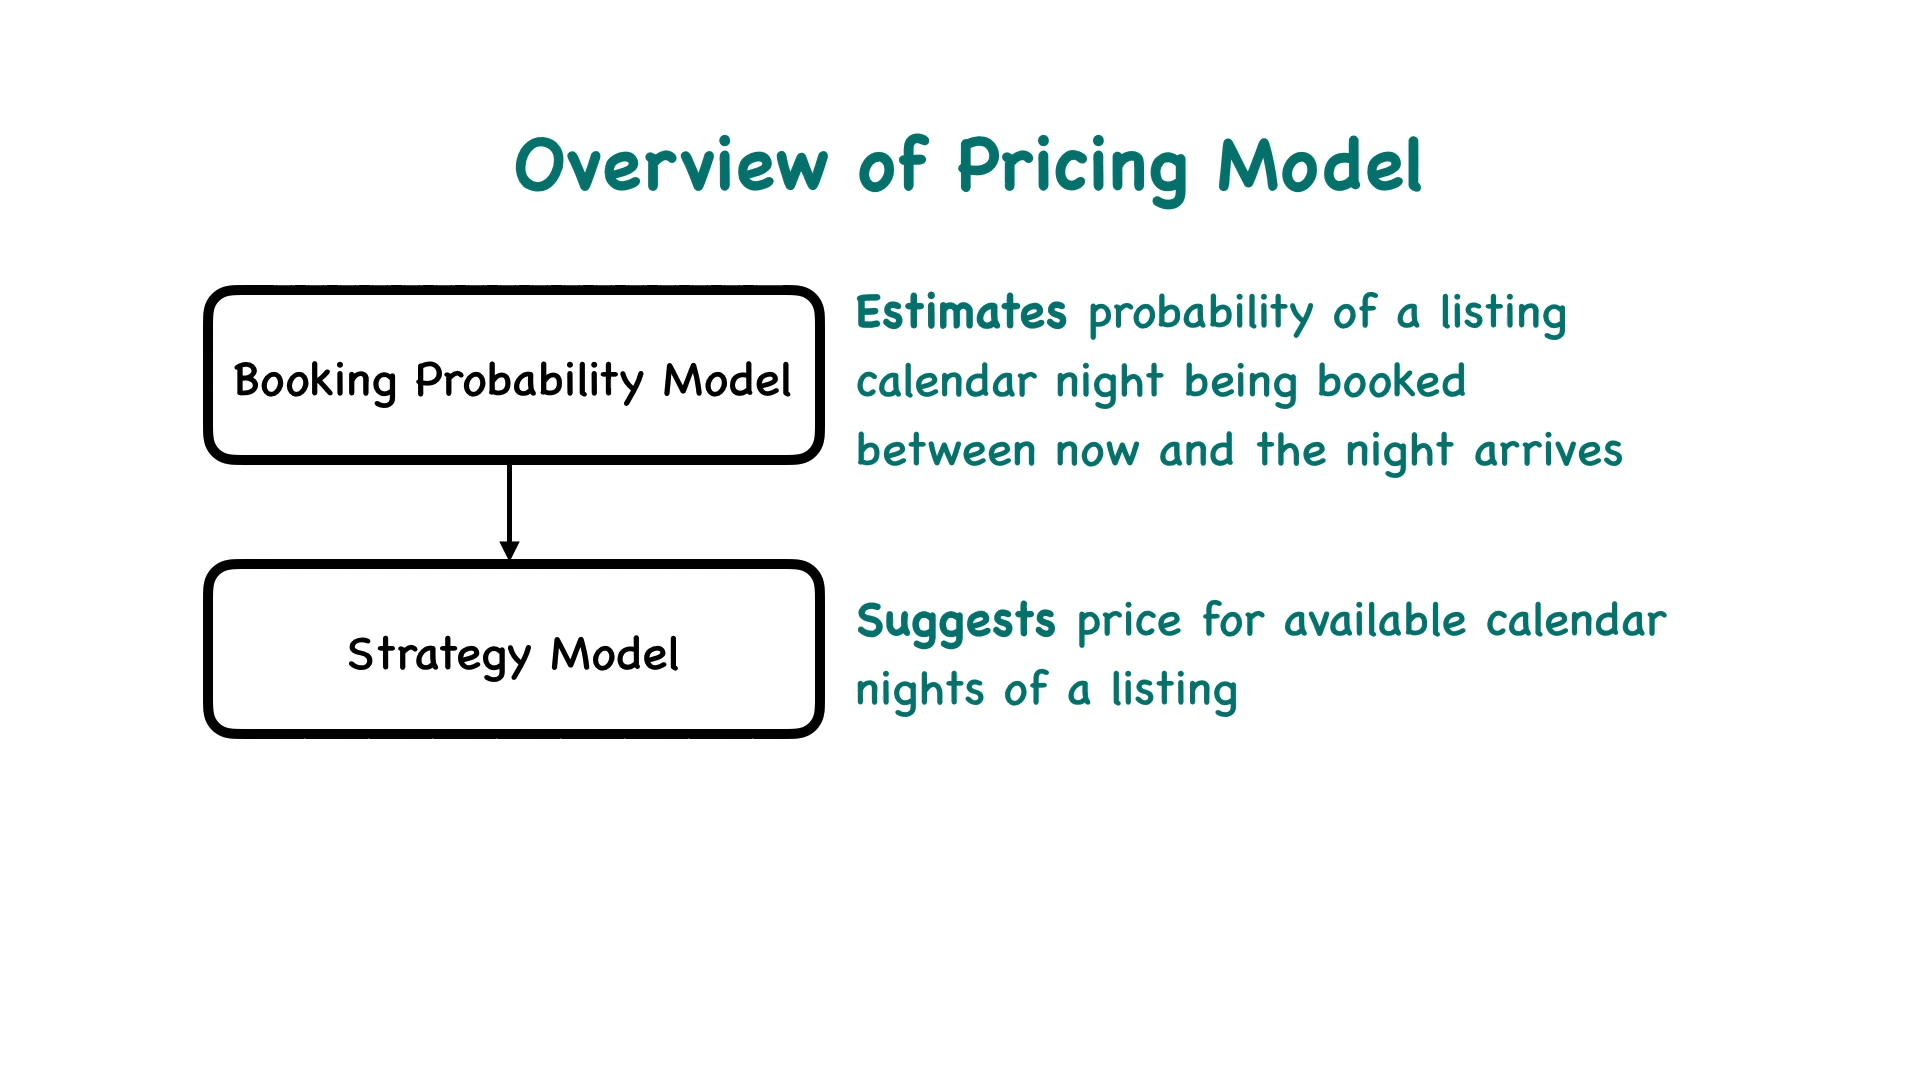 Overview of Pricing Model
Booking Probability Model
Estimates probability of a listing
calendar night being booked
between now and the night arrives
Strategy Model
Suggests price for available calendar
nights of a listing